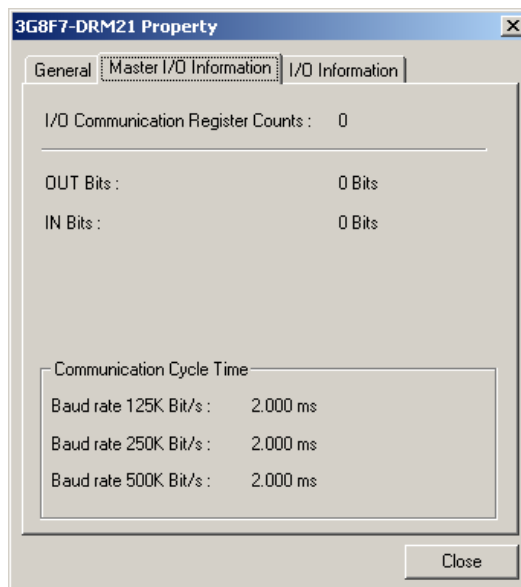 3G8F7-DRM21 Property
General Master I/O Information I/O Information
I/O Communication Register Counts : 0
OUT Bits : 0 Bits
IN Bits : 0 Bits
Communication Cycle Time
Baud rate 125K Bit/s : 2.000 ms
Baud rate 250K Bit/s : 2.000 ms
Baud rate 500K Bit/s : 2.000 ms
Close